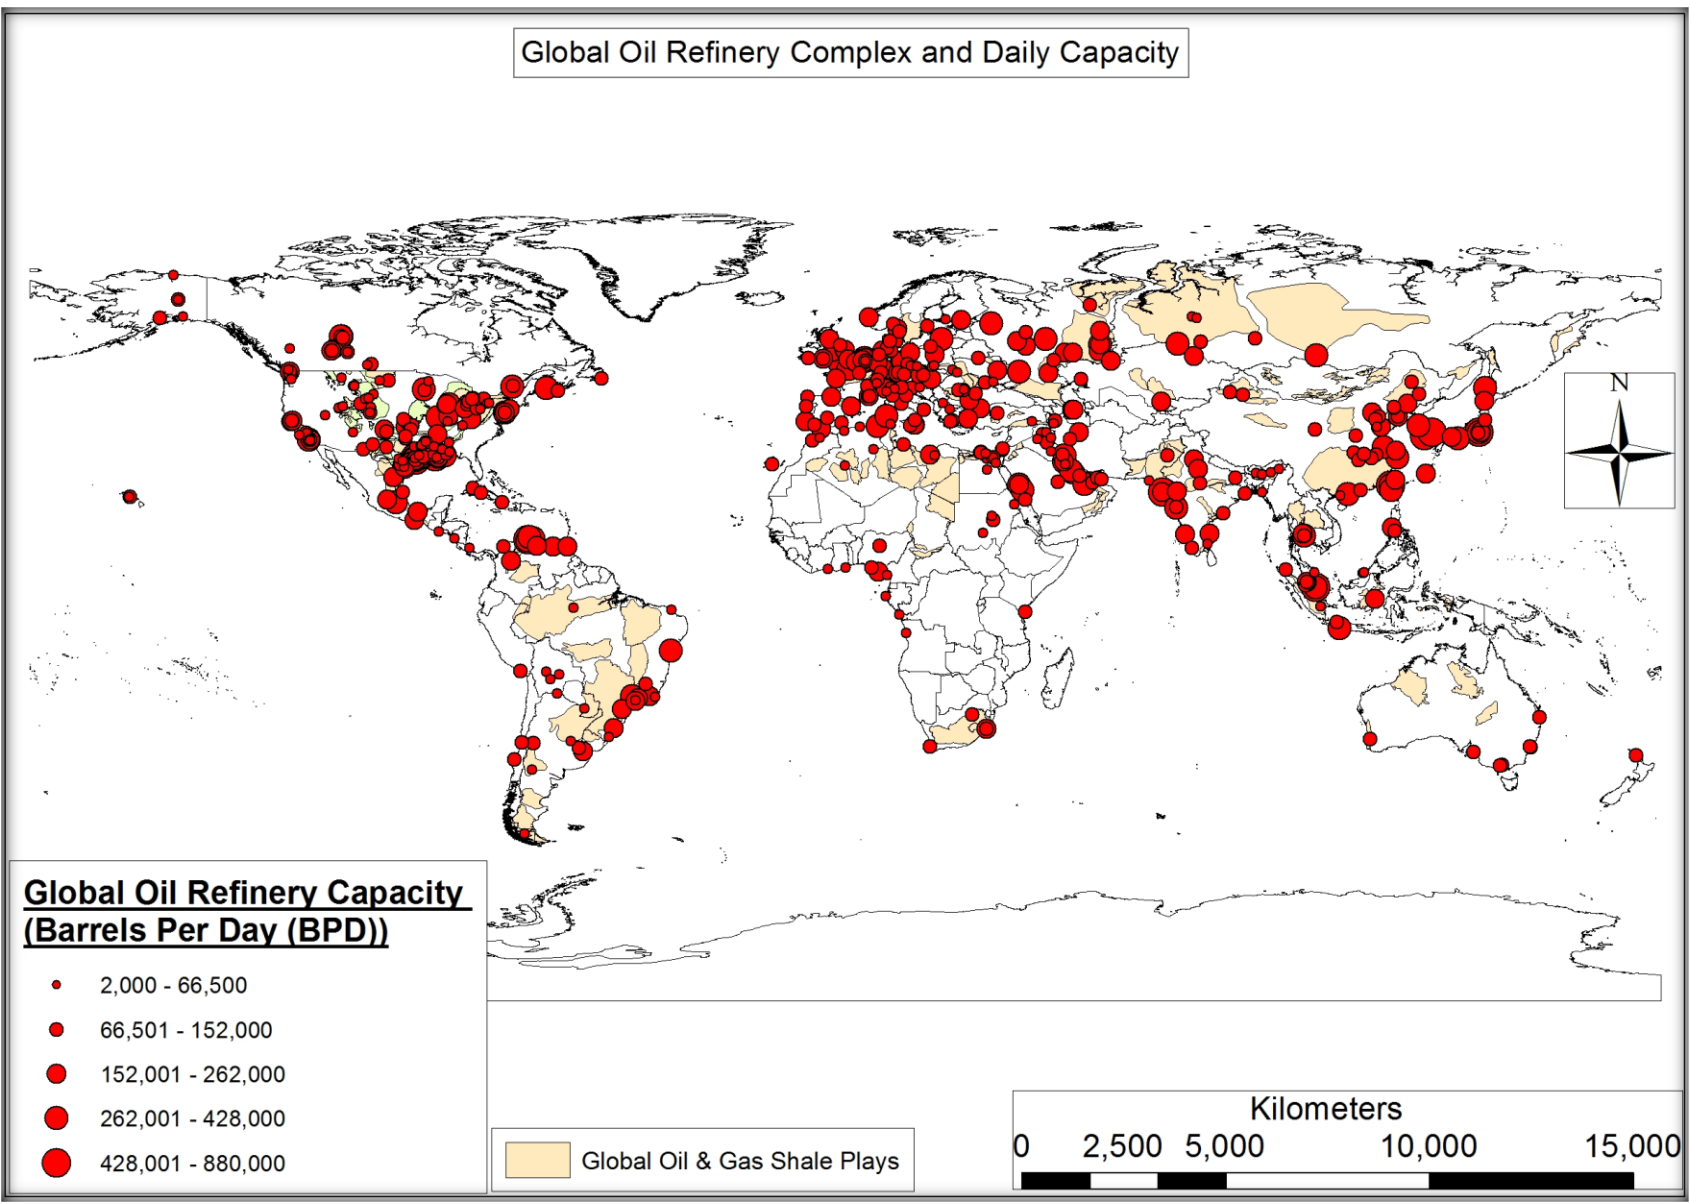 Global Oil Refinery Complex and Daily Capacity
N
Global Oil Refinery Capacity
(Barrels Per Day (BPD))
2,000 - 66,500
66,501 - 152,000
152,001 - 262,000
262,001 - 428,000
428,001 - 880,000
Global Oil & Gas Shale Plays
Kilometers
0 2,500 5,000 10,000 15,000